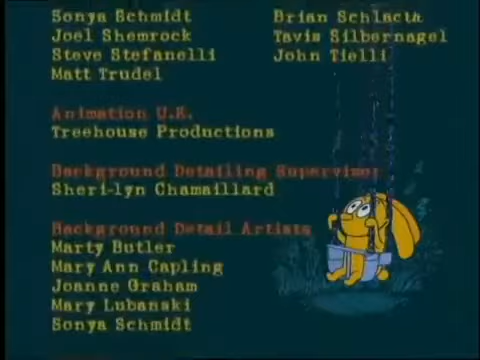 Sonya Schmidt
Joel Shemrock
Steve Stefanelli
Matt Trudel
Brian Schlacta
Tavis Silbernagel
John Tielli
Animation U.K.
Treehouse Productions
Background Detailing Supervisor
Sheri-lyn Chamaillard
Background Detail Artists
Marty Butler
Mary Ann Capling
Joanne Graham
Mary Lubanski
Sonya Schmidt